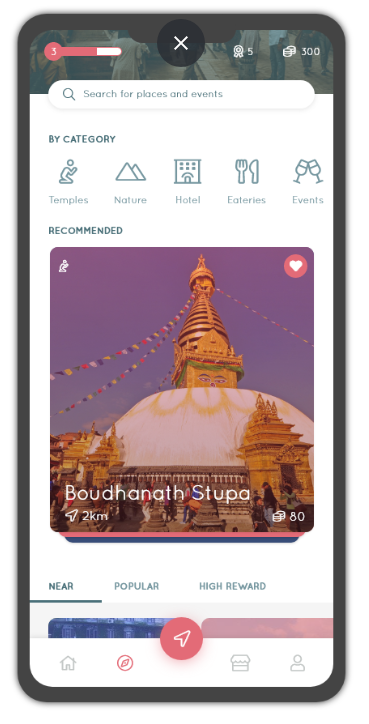 3 5 300
Search for places and events
BY CATEGORY
Temples Nature Hotel Eateries Events
RECOMMENDED
Boudhanath Stupa
2km 80
NEAR POPULAR HIGH REWARD